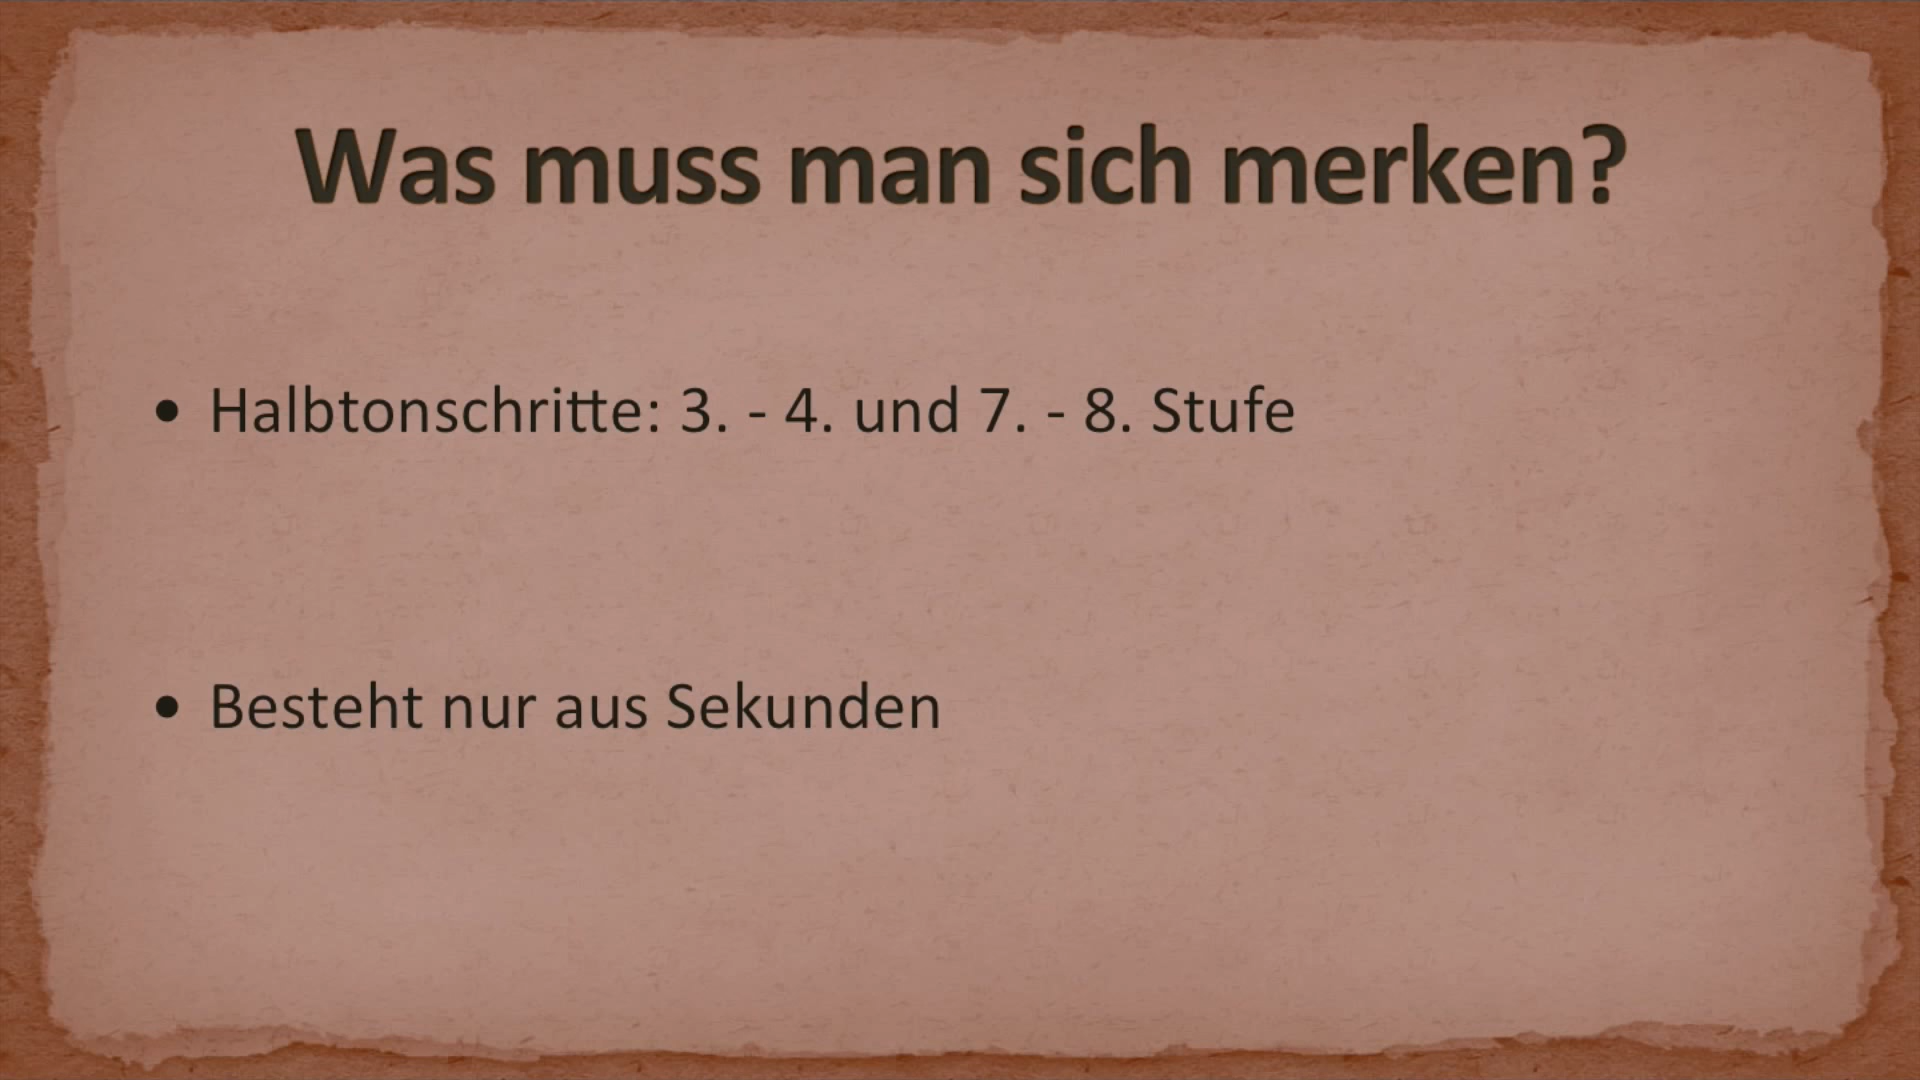 Was muss man sich merken?
• Halbtonschritte: 3. - 4. und 7. - 8. Stufe
• Besteht nur aus Sekunden